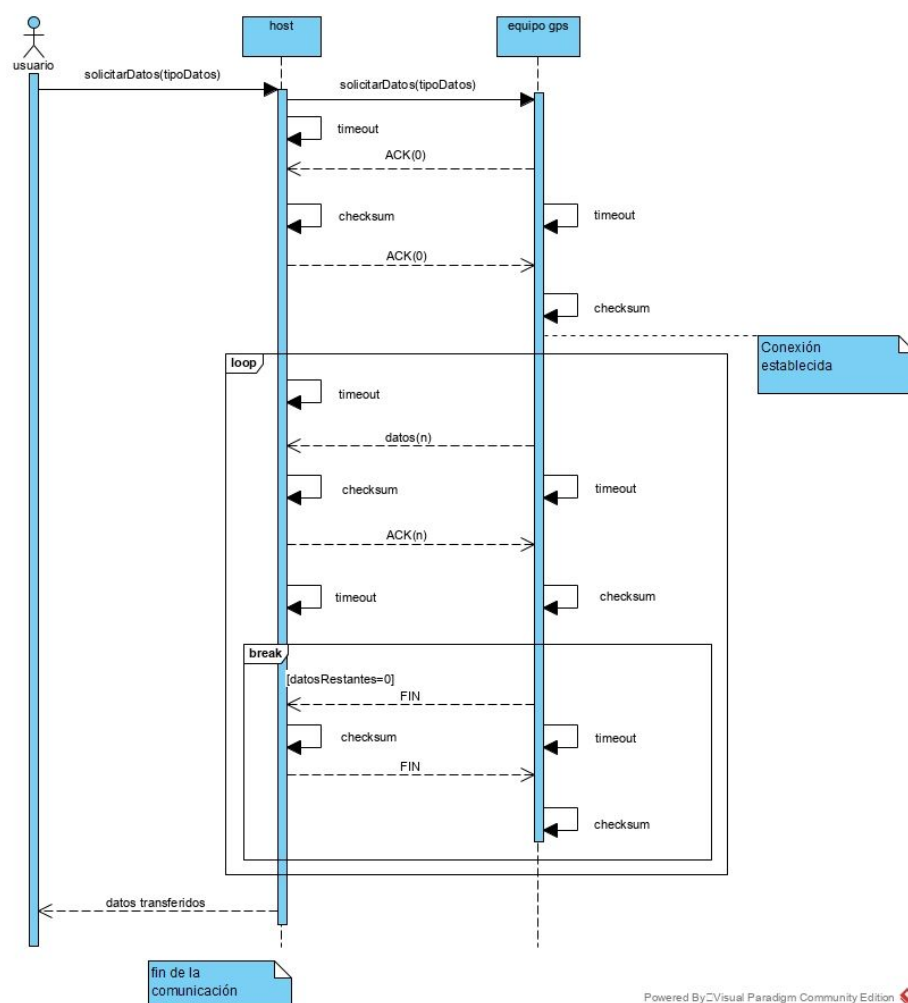 host
equipo gps
usuario
solicitarDatos(tipoDatos)
solicitarDatos(tipoDatos)
timeout
ACK(0)
checksum
timeout
ACK(0)
checksum
Conexión
establecida
loop
timeout
datos(n)
checksum
timeout
ACK(n)
timeout
checksum
break
[datosRestantes=0]
FIN
checksum
timeout
FIN
checksum
datos transferidos
fin de la
comunicación
Powered By Visual Paradigm Community Edition